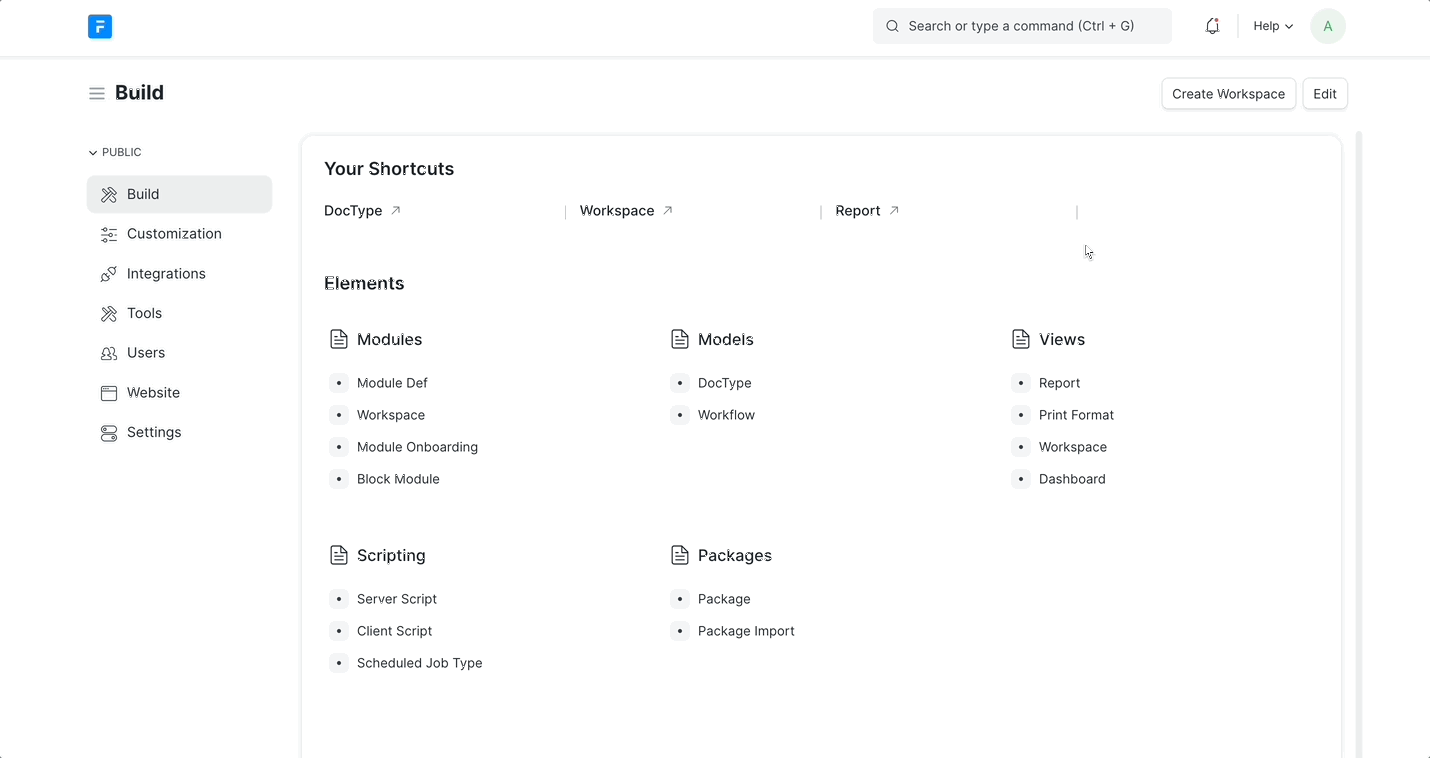 F
Search or type a command (Ctrl + G)
Help
A
Build
Create Workspace
Edit
PUBLIC
Build
Customization
Integrations
Tools
Users
Website
Settings
Your Shortcuts
DocType
Workspace
Report
Elements
Modules
Module Def
Workspace
Module Onboarding
Block Module
Models
DocType
Workflow
Views
Report
Print Format
Workspace
Dashboard
Scripting
Server Script
Client Script
Scheduled Job Type
Packages
Package
Package Import